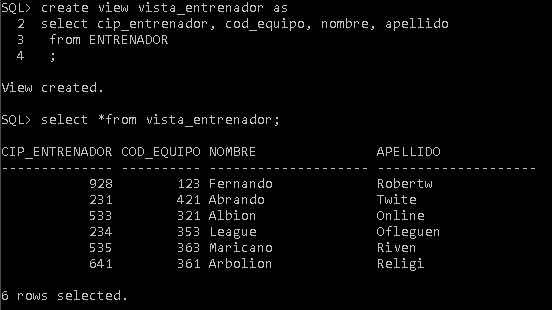 SQL> create view vista_entrenador as
  2  select cip_entrenador, cod_equipo, nombre, apellido
  3   from ENTRENADOR
  4   ;
View created.
SQL> select *from vista_entrenador;
CIP_ENTRENADOR COD_EQUIPO NOMBRE               APELLIDO
-------------- ---------- -------------------- --------------------
           928        123 Fernando             Robertw
           231        421 Abrando              Twite
           533        321 Albion               Online
           234        353 League               Ofleguen
           535        363 Maricano             Riven
           641        361 Arbolion             Religi
6 rows selected.